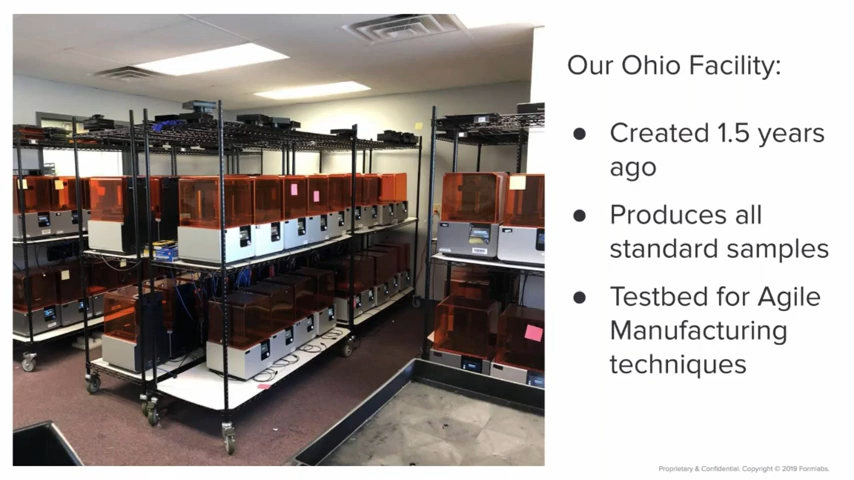 Our Ohio Facility:
● Created 1.5 years
ago
● Produces all
standard samples
● Testbed for Agile
Manufacturing
techniques
Proprietary & Confidential. Copyright © 2019 Formlabs.